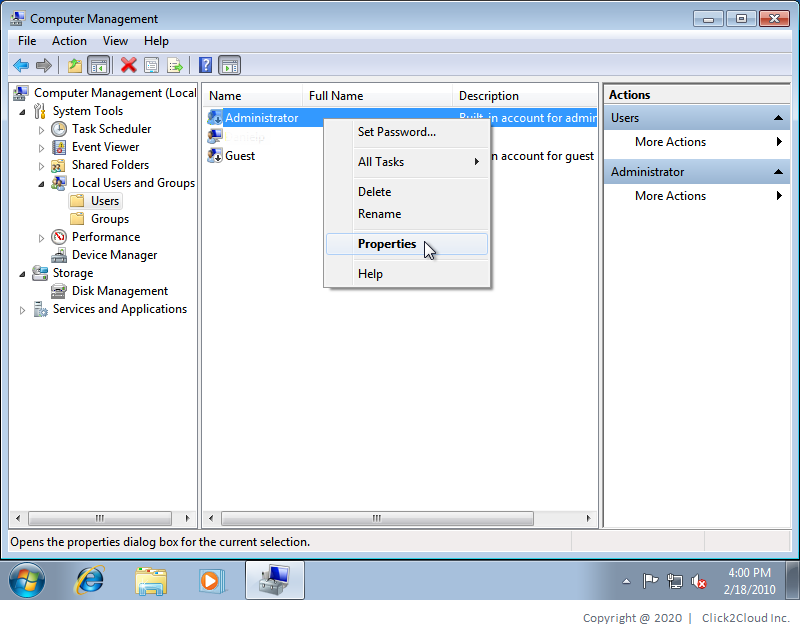 Computer Management
File Action View Help
Computer Management (Local
System Tools
Task Scheduler
Event Viewer
Shared Folders
Local Users and Groups
Users
Groups
Performance
Device Manager
Storage
Disk Management
Services and Applications
Name Full Name Description
Administrator Built-in account for admin
Guest n account for guest
Set Password...
All Tasks
Delete
Rename
Properties
Help
Actions
Users
More Actions
Administrator
More Actions
Opens the properties dialog box for the current selection.
4:00 PM
2/18/2010
Copyright @ 2020 | Click2Cloud Inc.